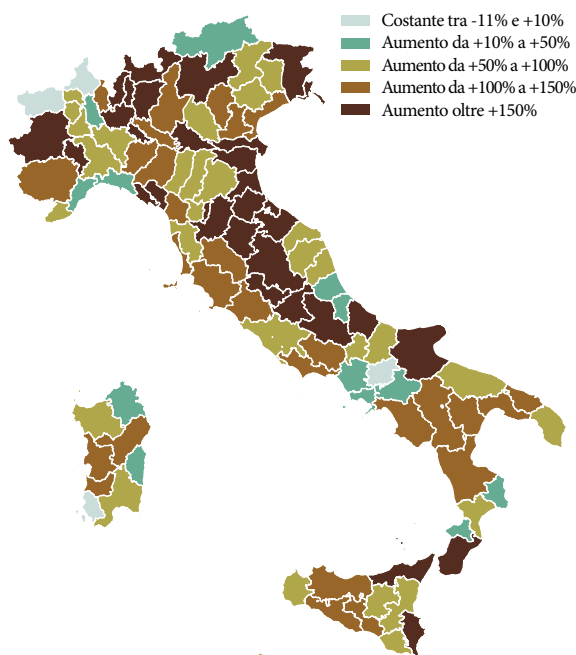 Costante tra -11% e +10%
Aumento da +10% a +50%
Aumento da +50% a +100%
Aumento da +100% a +150%
Aumento oltre +150%